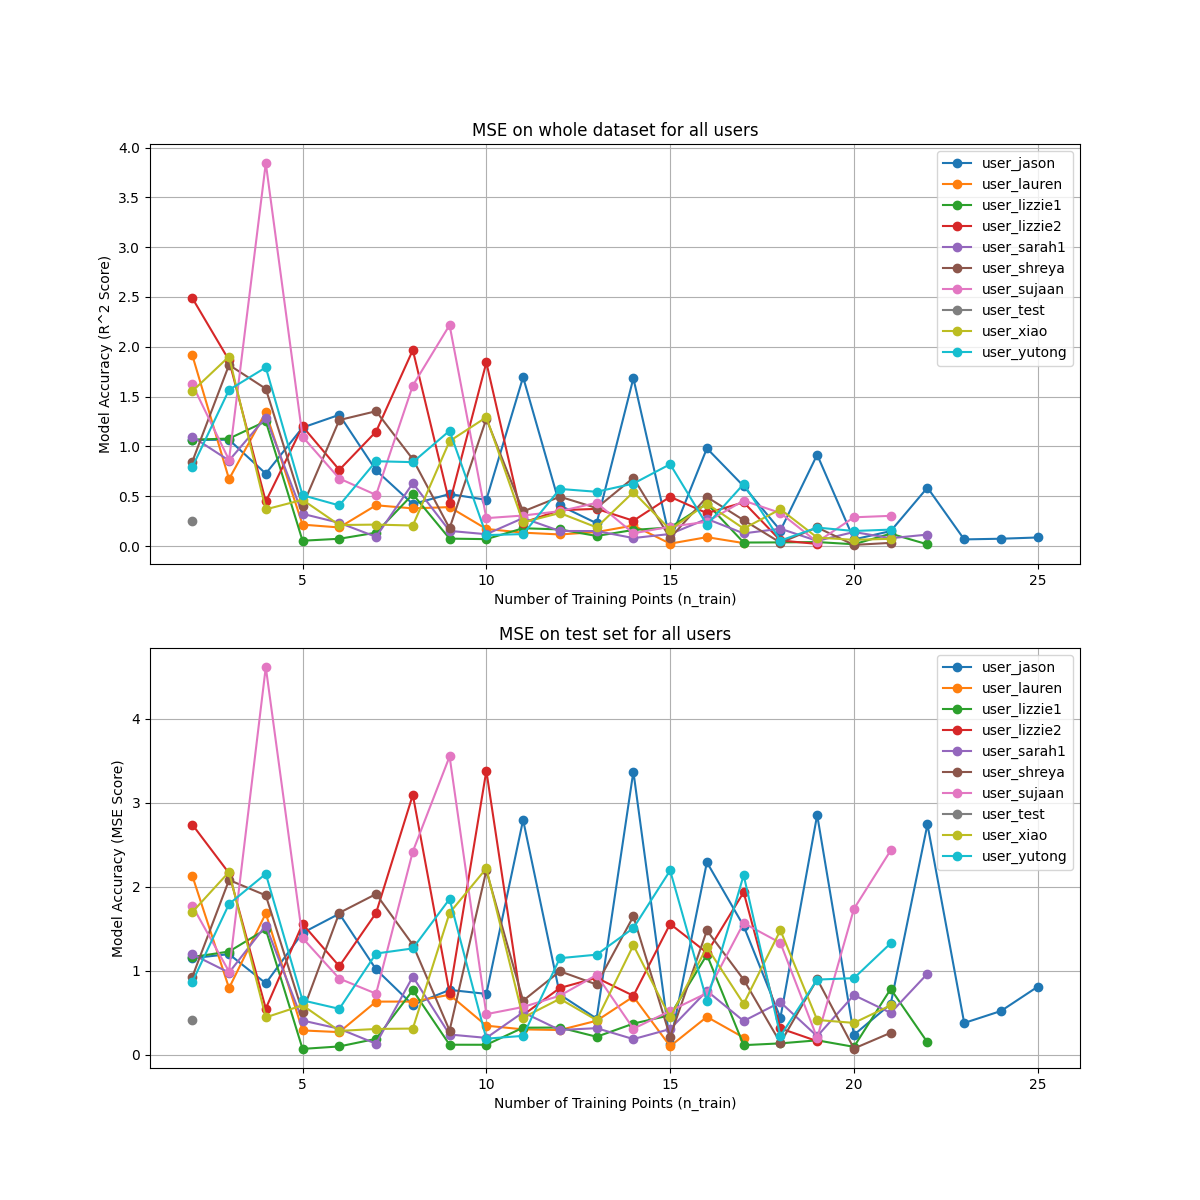 MSE on whole dataset for all users
Model Accuracy (R^2 Score)
4.0
3.5
3.0
2.5
2.0
1.5
1.0
0.5
0.0
user_jason
user_lauren
user_lizzie1
user_lizzie2
user_sarah1
user_shreya
user_sujaan
user_test
user_xiao
user_yutong
5
10
15
20
25
Number of Training Points (n_train)
MSE on test set for all users
Model Accuracy (MSE Score)
4
3
2
1
0
user_jason
user_lauren
user_lizzie1
user_lizzie2
user_sarah1
user_shreya
user_sujaan
user_test
user_xiao
user_yutong
5
10
15
20
25
Number of Training Points (n_train)